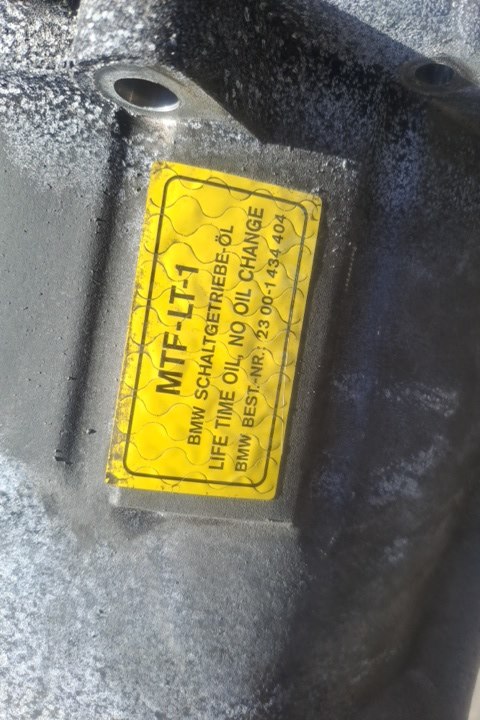 MTF-LT-1
BMW SCHALTGETRIEBE-ÖL
LIFE TIME OIL, NO OIL CHANGE
BMW BEST.-NR.: 23 00-1 434 404